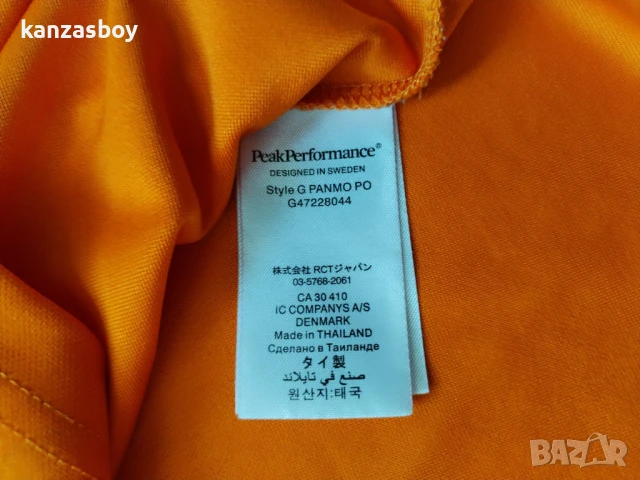 kanzasboy
PeakPerformance®
DESIGNED IN SWEDEN
Style G PANMO PO
G47228044
株式会社 RCTジャパン
03-5768-2061
CA 30 410
IC COMPANYS A/S
DENMARK
Made in THAILAND
Сделано в Таиланде
タイ製
صنع في تايلاند
원산지:태국
BAZAR